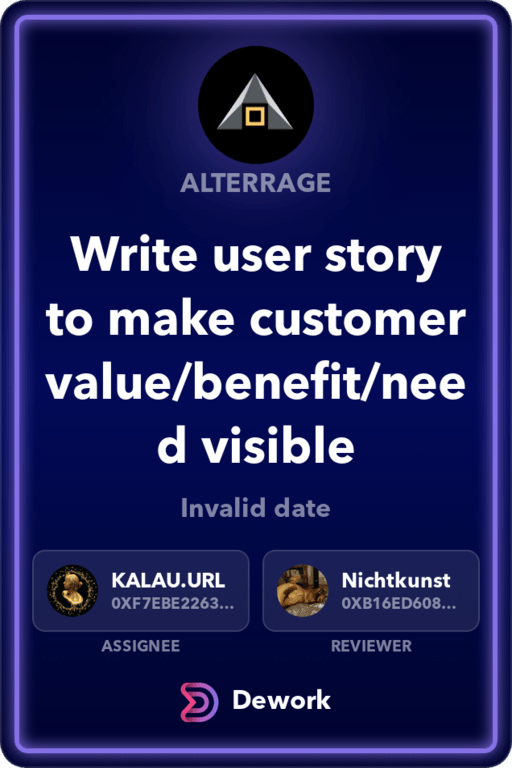 ALTERRAGE
Write user story
to make customer
value/benefit/nee
d visible
Invalid date
KALAU.URL
0XF7EBE2263...
ASSIGNEE
Nichtkunst
0XB16ED608...
REVIEWER
Dework